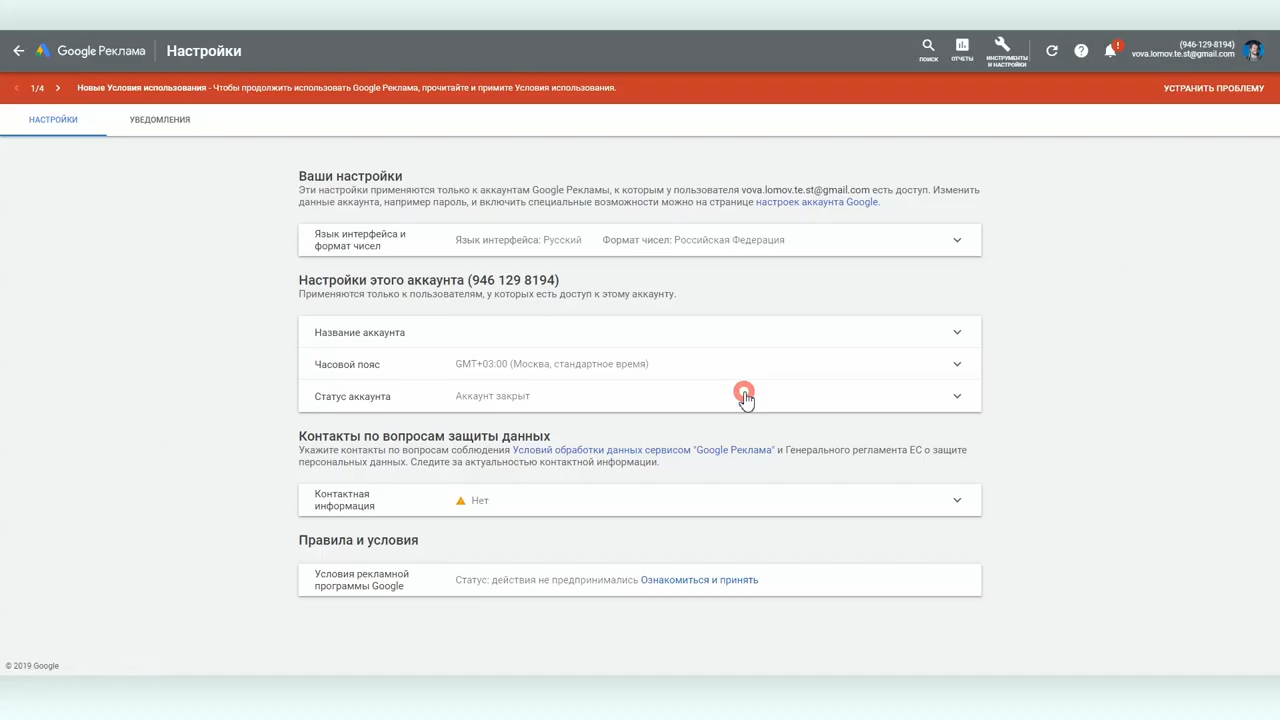 Google Реклама
Настройки
ПОИСК
ОТЧЕТЫ
ИНСТРУМЕНТЫ
И НАСТРОЙКИ
!
(946-129-8194)
vova.lomov.te.st@gmail.com
1/4
Новые Условия использования - Чтобы продолжить использовать Google Реклама, прочитайте и примите Условия использования.
УСТРАНИТЬ ПРОБЛЕМУ
НАСТРОЙКИ
УВЕДОМЛЕНИЯ
Ваши настройки
Эти настройки применяются только к аккаунтам Google Рекламы, к которым у пользователя vova.lomov.te.st@gmail.com есть доступ. Изменить
данные аккаунта, например пароль, и включить специальные возможности можно на странице настроек аккаунта Google.
Язык интерфейса и
формат чисел
Язык интерфейса: Русский
Формат чисел: Российская Федерация
Настройки этого аккаунта (946 129 8194)
Применяются только к пользователям, у которых есть доступ к этому аккаунту.
Название аккаунта
Часовой пояс
GMT+03:00 (Москва, стандартное время)
Статус аккаунта
Аккаунт закрыт
Контакты по вопросам защиты данных
Укажите контакты по вопросам соблюдения Условий обработки данных сервисом "Google Реклама" и Генерального регламента ЕС о защите
персональных данных. Следите за актуальностью контактной информации.
Контактная
информация
Нет
Правила и условия
Условия рекламной
программы Google
Статус: действия не предпринимались Ознакомиться и принять
© 2019 Google